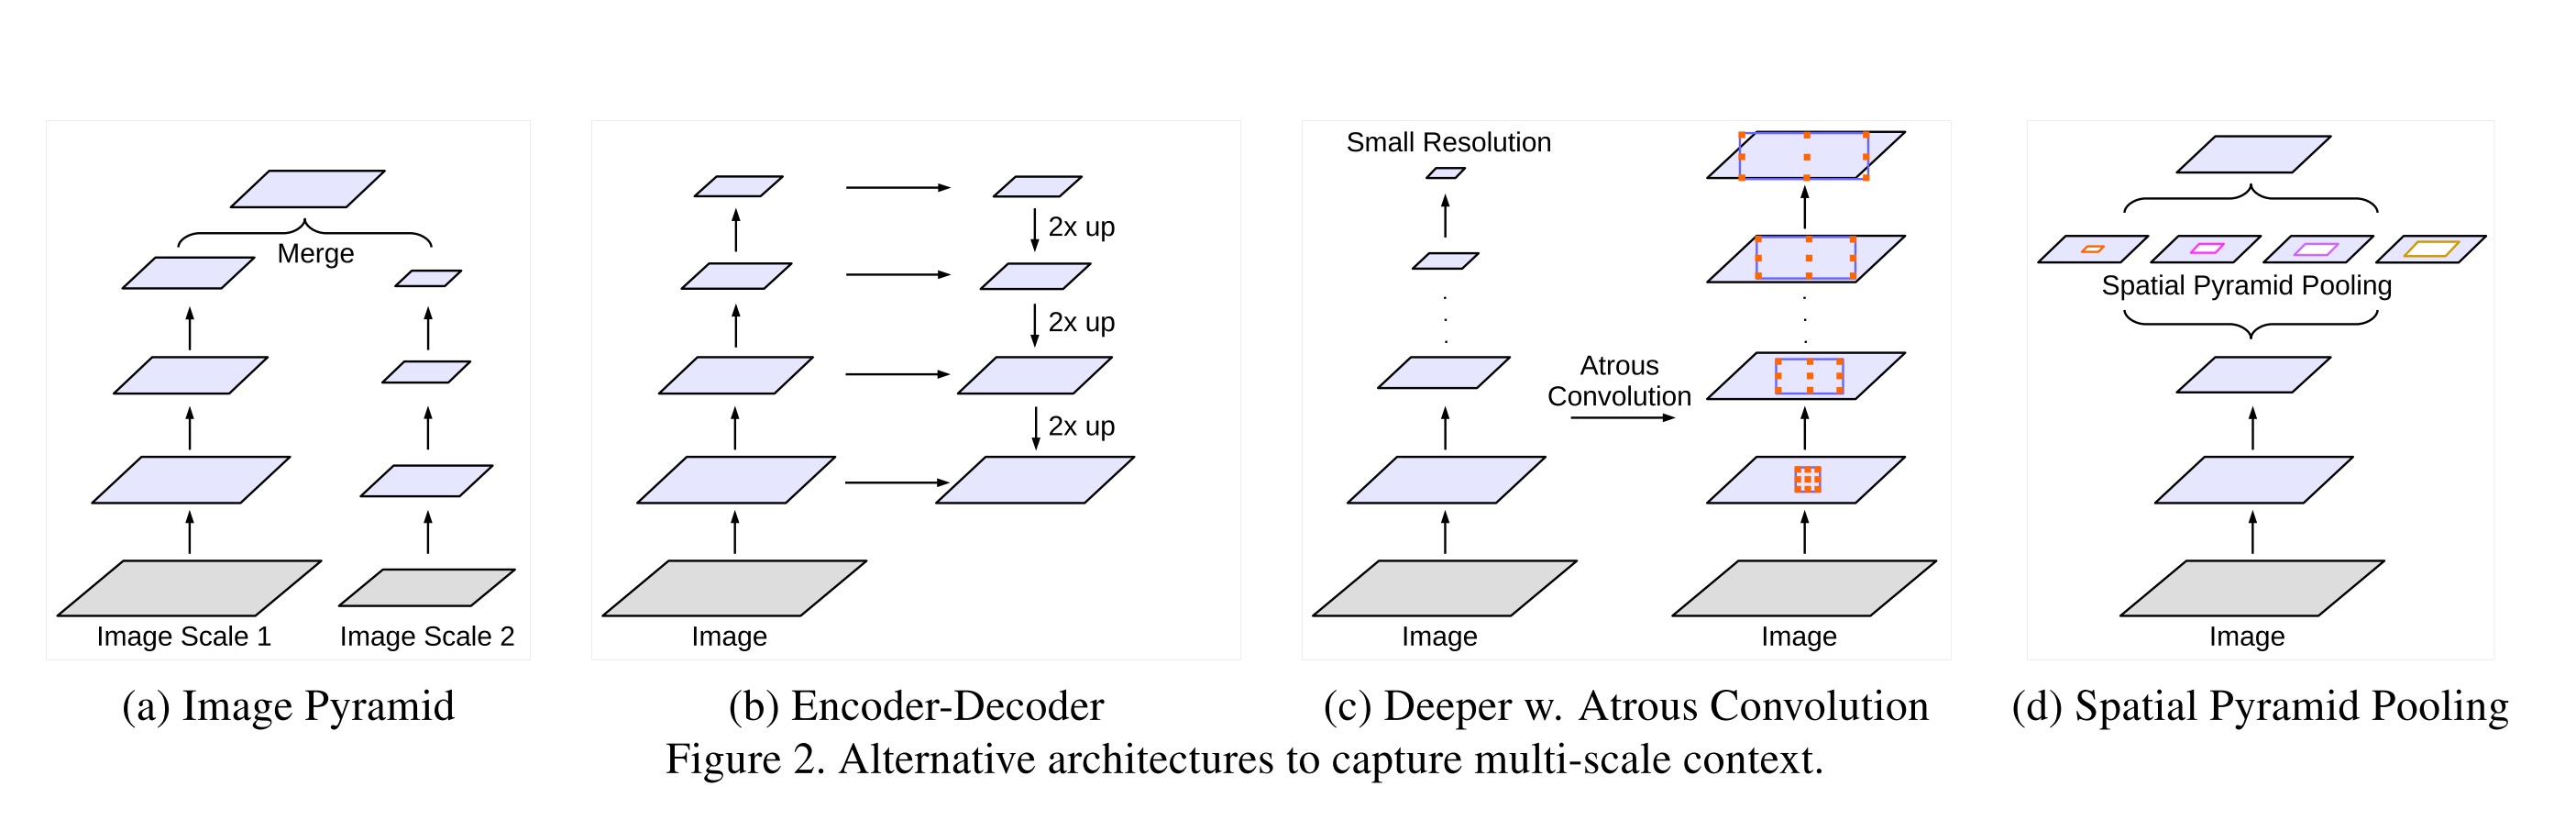 Merge
Image Scale 1
Image Scale 2
(a) Image Pyramid
2x up
2x up
2x up
Image
(b) Encoder-Decoder
Small Resolution
Atrous
Convolution
Image
Image
(c) Deeper w. Atrous Convolution
Spatial Pyramid Pooling
Image
(d) Spatial Pyramid Pooling
Figure 2. Alternative architectures to capture multi-scale context.